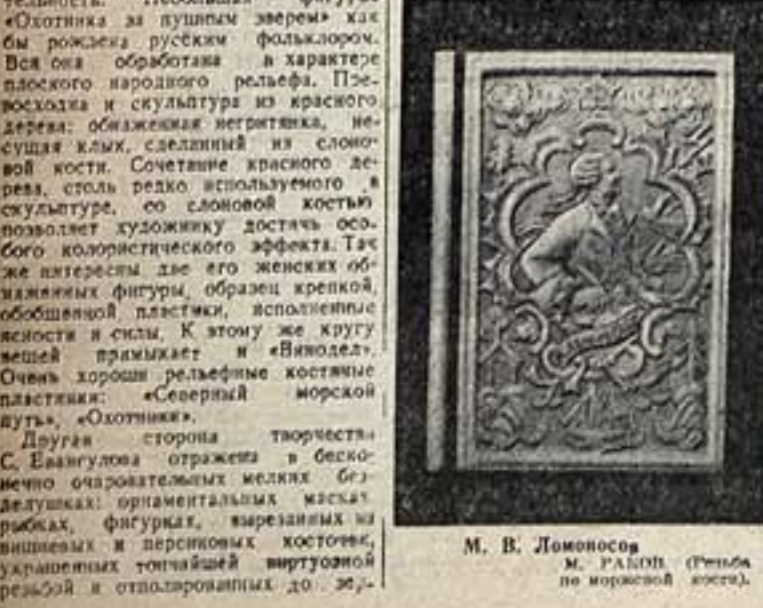 «Охотника за пушным зверем» как
бы рождена русским фольклором.
Вся она обработана в характере
плоского народного рельефа. Пре-
восходна и скульптура из красного
дерева: обнаженная негритянка, не-
сущая клык, сделанный из слоно-
вой кости. Сочетание красного де-
рева, столь редко используемого в
скульптуре, со слоновой костью
позволяет художнику достичь осо-
бого колористического эффекта. Так
же интересны две его женских об-
наженных фигуры, образец крепкой,
обобщенной пластики, исполненные
ясности и силы. К этому же кругу
вещей примыкает и «Винодел».
Очень хороши рельефные костяные
пластинки: «Северный морской
путь», «Охотники».
Другая сторона творчества
С. Евангулова отражена в беско-
нечно очаровательных мелких без-
делушках: орнаментальных масках,
рыбках, фигурках, вырезанных из
вишневых и персиковых косточек,
украшенных тончайшей виртуозной
резьбой и отполированных до
М. В. Ломоносов
М. РАКОВ. (Резьба
по моржевой кости).